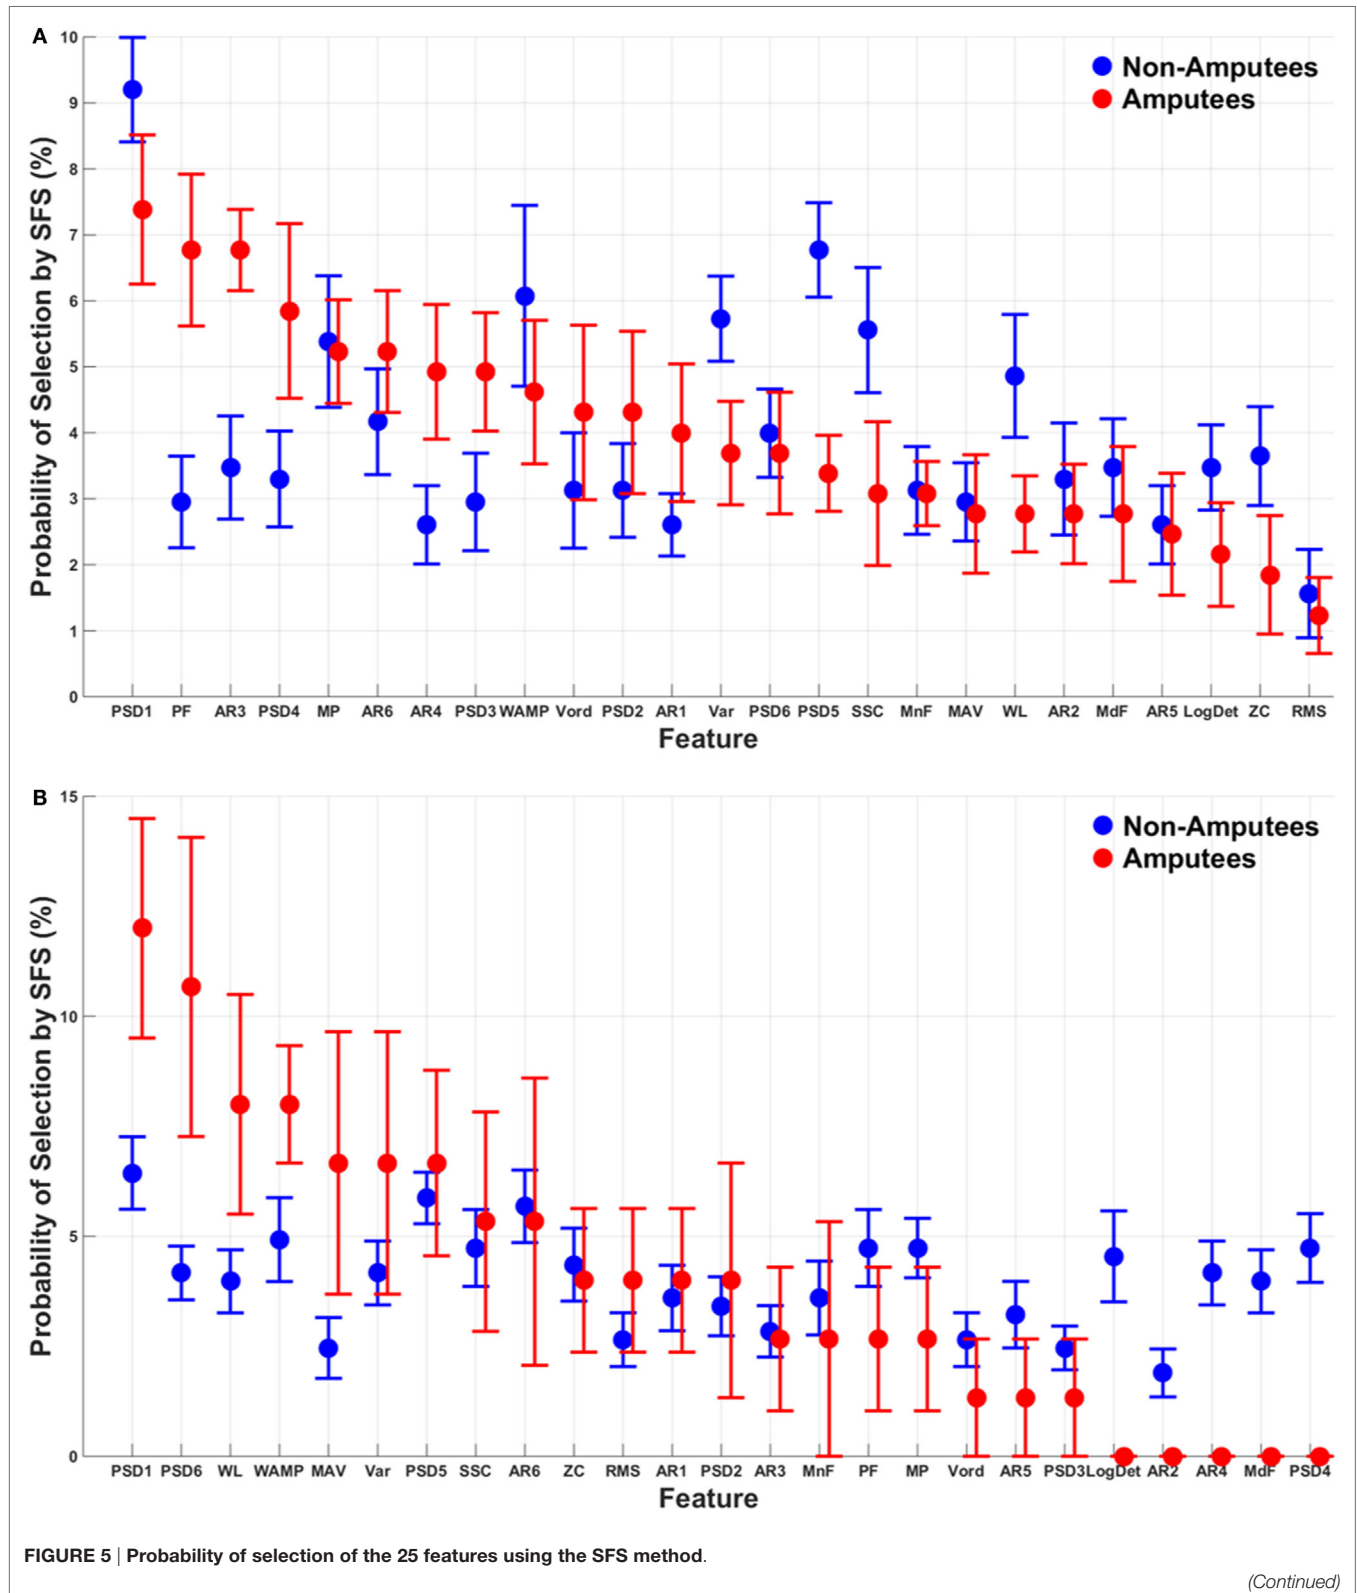 A
10
9
8
7
6
5
4
3
2
1
0
Probability of Selection by SFS (%)
Non-Amputees
Amputees
PSD1 PF AR3 PSD4 MP AR6 AR4 PSD3 WAMP Vord PSD2 AR1 Var PSD6 PSD5 SSC MnF MAV WL AR2 MdF AR5 LogDet ZC RMS
Feature
B
15
10
5
0
Probability of Selection by SFS (%)
Non-Amputees
Amputees
PSD1 PSD6 WL WAMP MAV Var PSD5 SSC AR6 ZC RMS AR1 PSD2 AR3 MnF PF MP Vord AR5 PSD3 LogDet AR2 AR4 MdF PSD4
Feature
FIGURE 5 | Probability of selection of the 25 features using the SFS method.
(Continued)